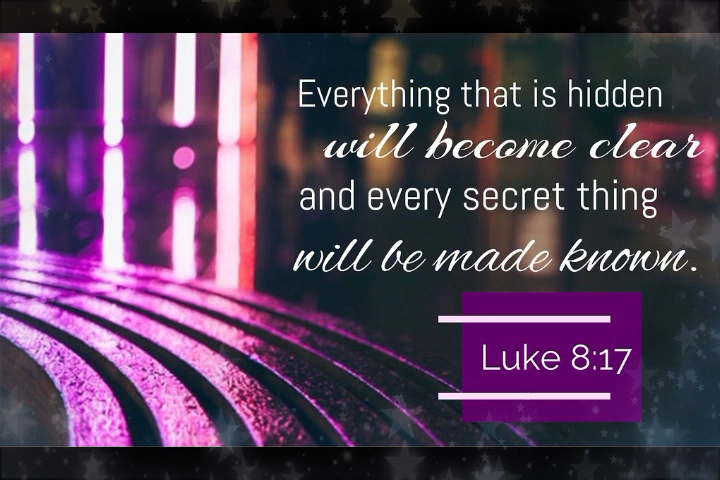 Everything that is hidden
will become clear
and every secret thing
will be made known.
Luke 8:17